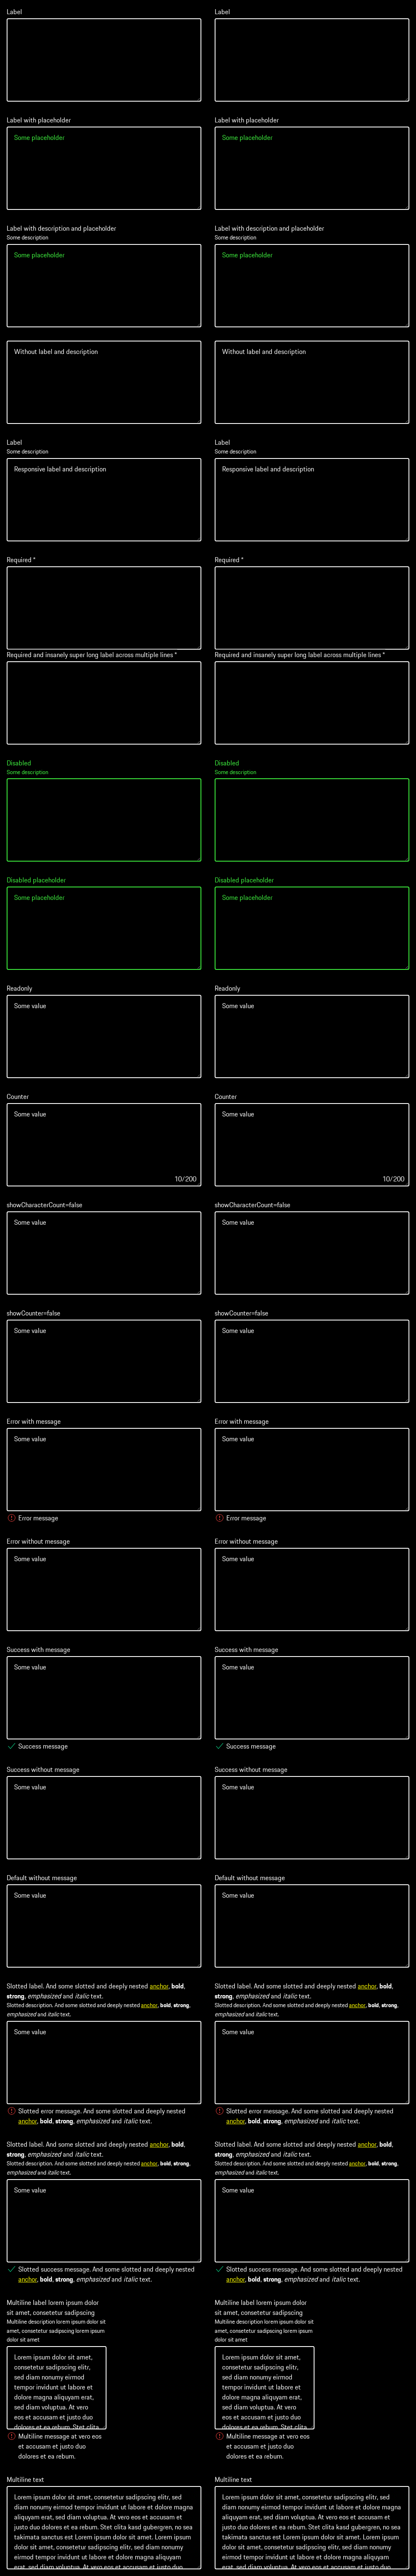 Label
Label
Label with placeholder
Label with placeholder
Some placeholder
Some placeholder
Label with description and placeholder
Label with description and placeholder
Some description
Some description
Some placeholder
Some placeholder
Without label and description
Without label and description
Label
Label
Some description
Some description
Responsive label and description
Responsive label and description
Required *
Required *
Required and insanely super long label across multiple lines *
Required and insanely super long label across multiple lines *
Disabled
Disabled
Some description
Some description
Disabled placeholder
Disabled placeholder
Some placeholder
Some placeholder
Readonly
Readonly
Some value
Some value
Counter
Counter
Some value
Some value
10/200
10/200
showCharacterCount=false
showCharacterCount=false
Some value
Some value
showCounter=false
showCounter=false
Some value
Some value
Error with message
Error with message
Some value
Some value
Error message
Error message
Error without message
Error without message
Some value
Some value
Success with message
Success with message
Some value
Some value
Success message
Success message
Success without message
Success without message
Some value
Some value
Default without message
Default without message
Some value
Some value
Slotted label. And some slotted and deeply nested anchor, bold,
strong, emphasized and italic text.
Slotted description. And some slotted and deeply nested anchor, bold, strong,
emphasized and italic text.
Some value
Slotted error message. And some slotted and deeply nested
anchor, bold, strong, emphasized and italic text.
Slotted label. And some slotted and deeply nested anchor, bold,
strong, emphasized and italic text.
Slotted description. And some slotted and deeply nested anchor, bold, strong,
emphasized and italic text.
Some value
Slotted error message. And some slotted and deeply nested
anchor, bold, strong, emphasized and italic text.
Slotted label. And some slotted and deeply nested anchor, bold,
strong, emphasized and italic text.
Slotted description. And some slotted and deeply nested anchor, bold, strong,
emphasized and italic text.
Some value
Slotted success message. And some slotted and deeply nested
anchor, bold, strong, emphasized and italic text.
Slotted label. And some slotted and deeply nested anchor, bold,
strong, emphasized and italic text.
Slotted description. And some slotted and deeply nested anchor, bold, strong,
emphasized and italic text.
Some value
Slotted success message. And some slotted and deeply nested
anchor, bold, strong, emphasized and italic text.
Multiline label lorem ipsum dolor
sit amet, consetetur sadipscing
Multiline description lorem ipsum dolor sit
amet, consetetur sadipscing lorem ipsum
dolor sit amet
Lorem ipsum dolor sit amet,
consetetur sadipscing elitr,
sed diam nonumy eirmod
tempor invidunt ut labore et
dolore magna aliquyam erat,
sed diam voluptua. At vero
eos et accusam et justo duo
dolores et ea rebum. Stet clita
Multiline message at vero eos
et accusam et justo duo
dolores et ea rebum.
Multiline label lorem ipsum dolor
sit amet, consetetur sadipscing
Multiline description lorem ipsum dolor sit
amet, consetetur sadipscing lorem ipsum
dolor sit amet
Lorem ipsum dolor sit amet,
consetetur sadipscing elitr,
sed diam nonumy eirmod
tempor invidunt ut labore et
dolore magna aliquyam erat,
sed diam voluptua. At vero
eos et accusam et justo duo
dolores et ea rebum. Stet clita
Multiline message at vero eos
et accusam et justo duo
dolores et ea rebum.
Multiline text
Lorem ipsum dolor sit amet, consetetur sadipscing elitr, sed
diam nonumy eirmod tempor invidunt ut labore et dolore magna
aliquyam erat, sed diam voluptua. At vero eos et accusam et
justo duo dolores et ea rebum. Stet clita kasd gubergren, no sea
takimata sanctus est Lorem ipsum dolor sit amet. Lorem ipsum
dolor sit amet, consetetur sadipscing elitr, sed diam nonumy
eirmod tempor invidunt ut labore et dolore magna aliquyam
erat, sed diam voluptua. At vero eos et accusam et justo duo
Multiline text
Lorem ipsum dolor sit amet, consetetur sadipscing elitr, sed
diam nonumy eirmod tempor invidunt ut labore et dolore magna
aliquyam erat, sed diam voluptua. At vero eos et accusam et
justo duo dolores et ea rebum. Stet clita kasd gubergren, no sea
takimata sanctus est Lorem ipsum dolor sit amet. Lorem ipsum
dolor sit amet, consetetur sadipscing elitr, sed diam nonumy
eirmod tempor invidunt ut labore et dolore magna aliquyam
erat, sed diam voluptua. At vero eos et accusam et justo duo